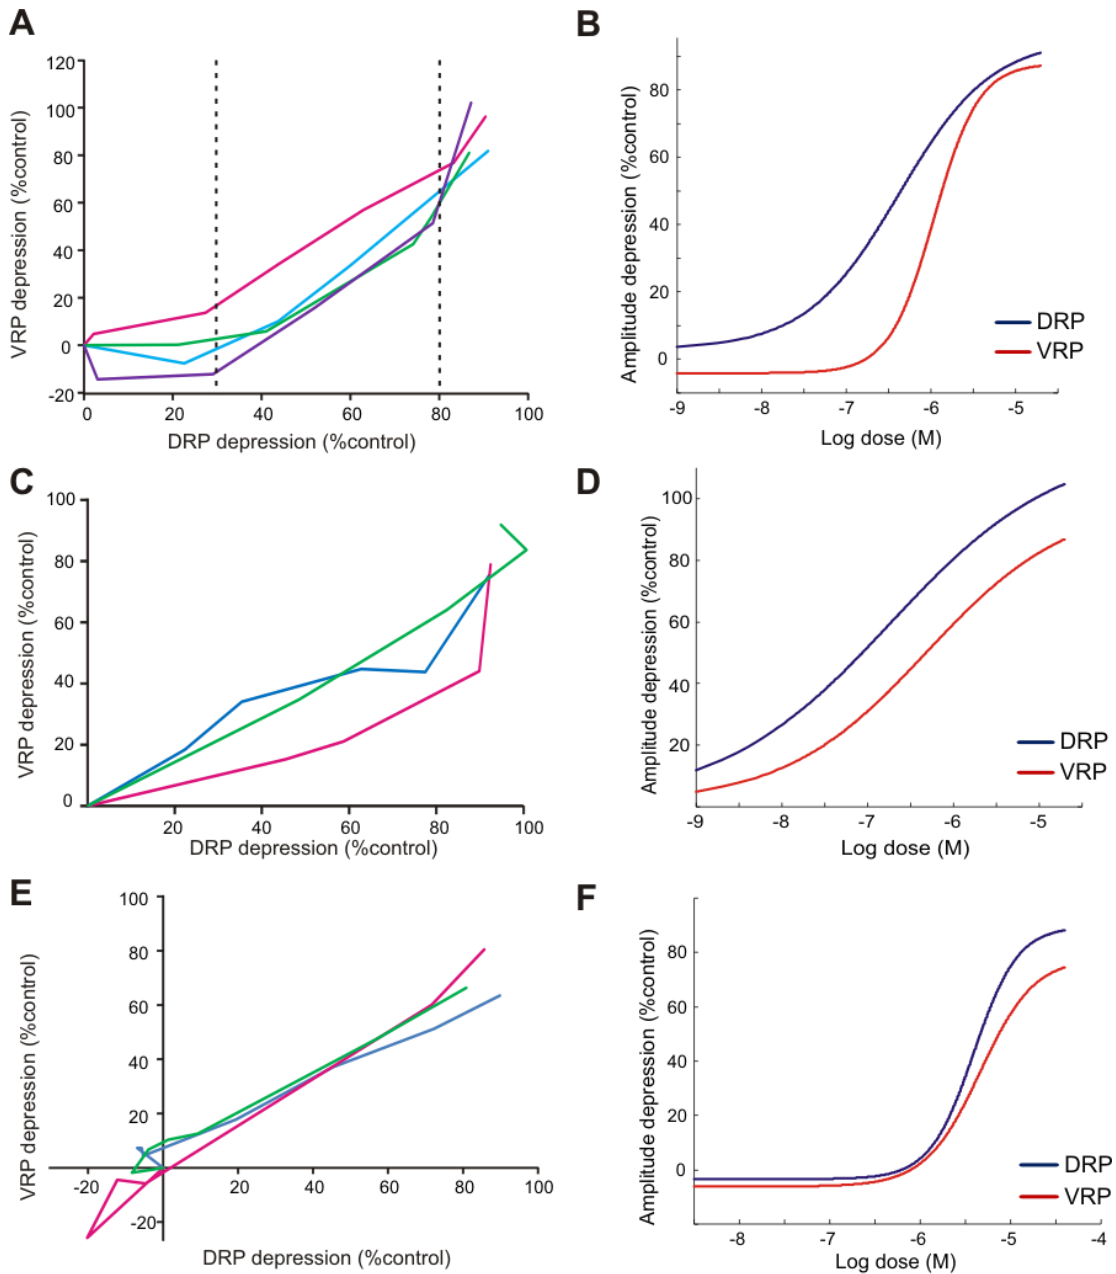 A
120
100
80
60
40
20
0
-20
0 20 40 60 80 100
VRP depression (%control)
DRP depression (%control)
B
80
60
40
20
0
-9 -8 -7 -6 -5
Amplitude depression (%control)
Log dose (M)
DRP
VRP
C
100
80
60
40
20
0
20 40 60 80 100
VRP depression (%control)
DRP depression (%control)
D
100
80
60
40
20
-9 -8 -7 -6 -5
Amplitude depression (%control)
Log dose (M)
DRP
VRP
E
100
80
60
40
20
-20
-20 20 40 60 80 100
VRP depression (%control)
DRP depression (%control)
F
80
60
40
20
0
-8 -7 -6 -5 -4
Amplitude depression (%control)
Log dose (M)
DRP
VRP